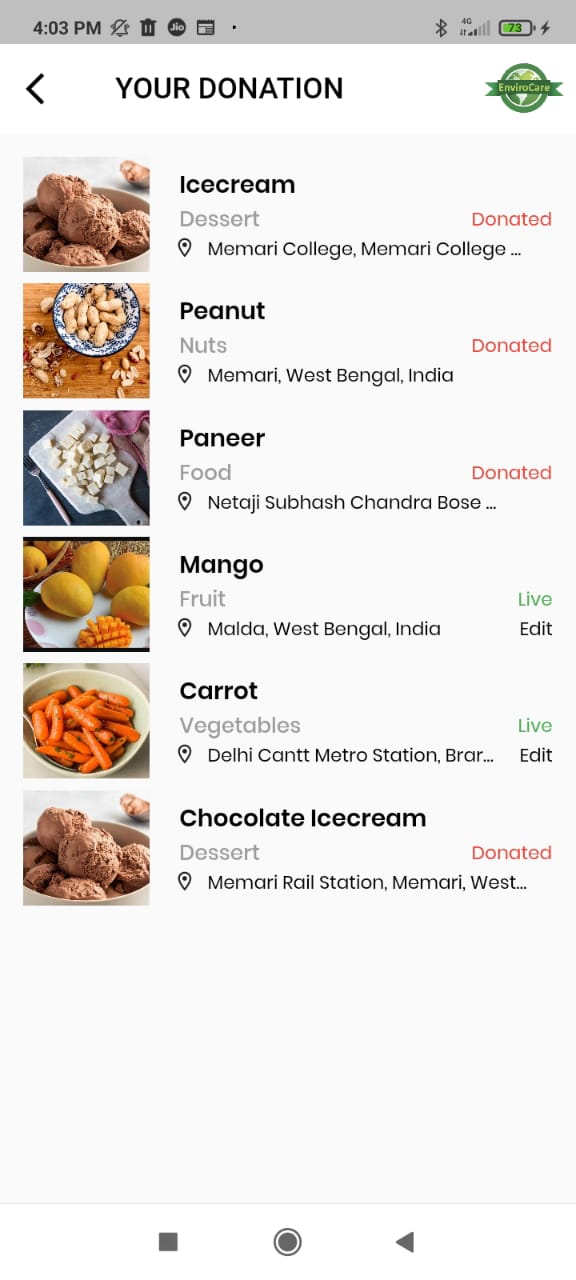 4:03 PM
Jio
4G
73
YOUR DONATION
EnviroCare
Icecream
Dessert
Donated
Memari College, Memari College ...
Peanut
Nuts
Donated
Memari, West Bengal, India
Paneer
Food
Donated
Netaji Subhash Chandra Bose ...
Mango
Fruit
Live
Malda, West Bengal, India
Edit
Carrot
Vegetables
Live
Delhi Cantt Metro Station, Brar...
Edit
Chocolate Icecream
Dessert
Donated
Memari Rail Station, Memari, West...